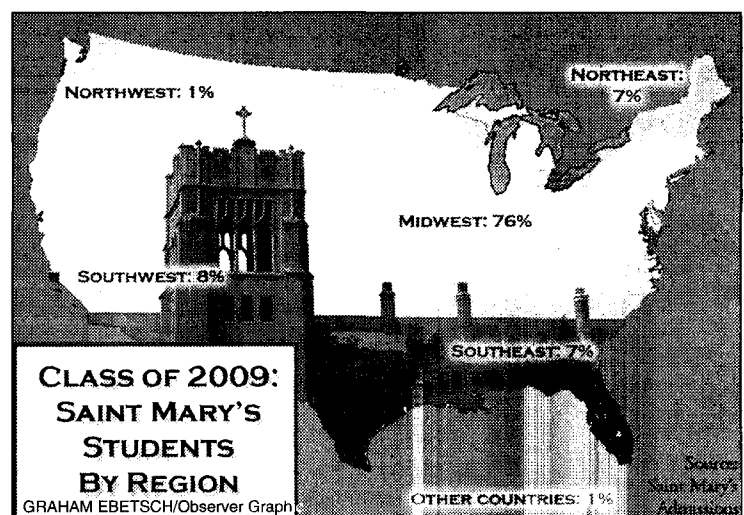 NORTHWEST: 1%
NORTHEAST:
7%
MIDWEST: 76%
SOUTHWEST: 8%
SOUTHEAST: 7%
CLASS OF 2009:
SAINT MARY'S
STUDENTS
BY REGION
GRAHAM EBETSCH/Observer Graph
OTHER COUNTRIES: 1%
Source:
Saint Mary's
Admissions